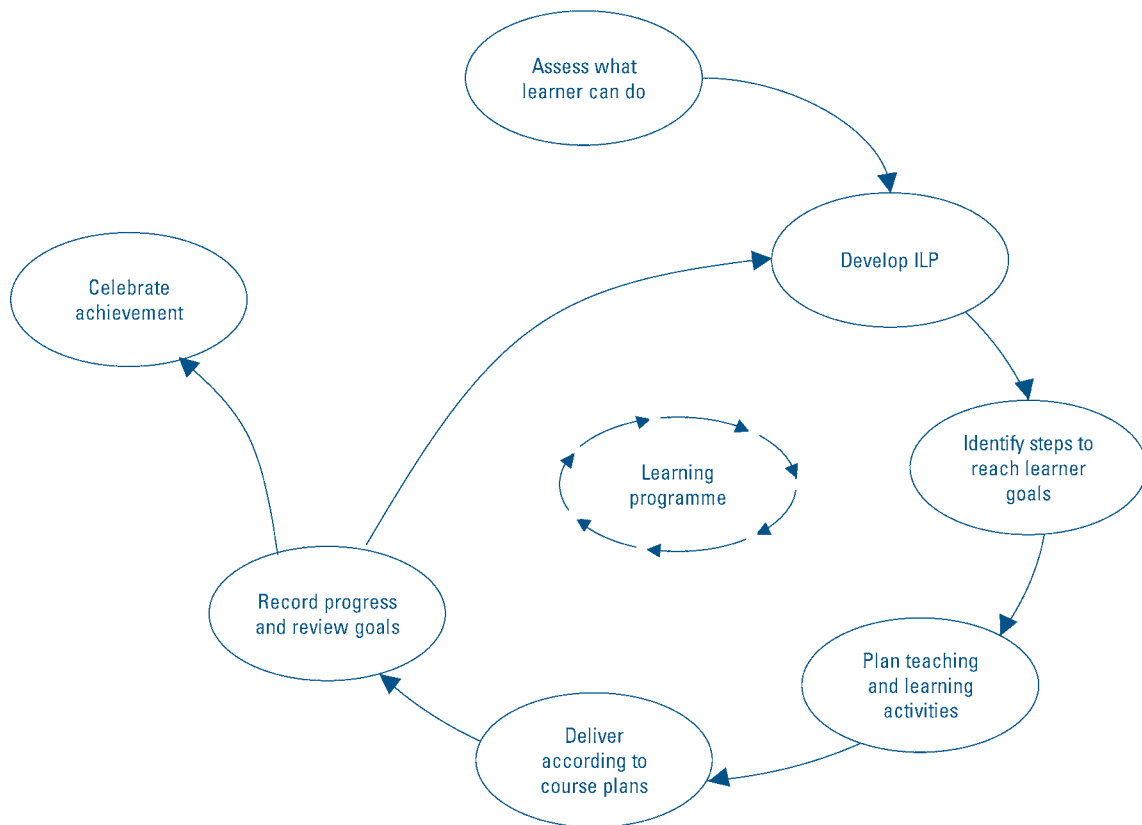 Assess what
learner can do
Develop ILP
Celebrate
achievement
Identify steps to
reach learner
goals
Learning
programme
Record progress
and review goals
Plan teaching
and learning
activities
Deliver
according to
course plans